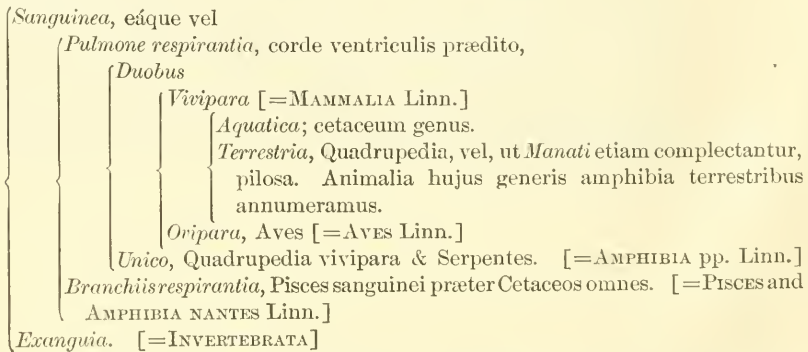 Sanguinea, eáque vel
Pulmone respirantia, corde ventriculis prædito,
Duobus
Vivipara [=MAMMALIA Linn.]
Aquatica; cetaceum genus.
Terrestria, Quadrupedia, vel, ut Manati etiam complectantur,
pilosa. Animalia hujus generis amphibia terrestribus
annumeramus.
Ovipara, Aves [=AVES Linn.]
Unico, Quadrupedia vivipara & Serpentes. [=AMPHIBIA pp. Linn.]
Branchiis respirantia, Pisces sanguinei præter Cetaceos omnes. [=PISCES and
AMPHIBIA NANTES Linn.]
Exanguia. [=INVERTEBRATA]